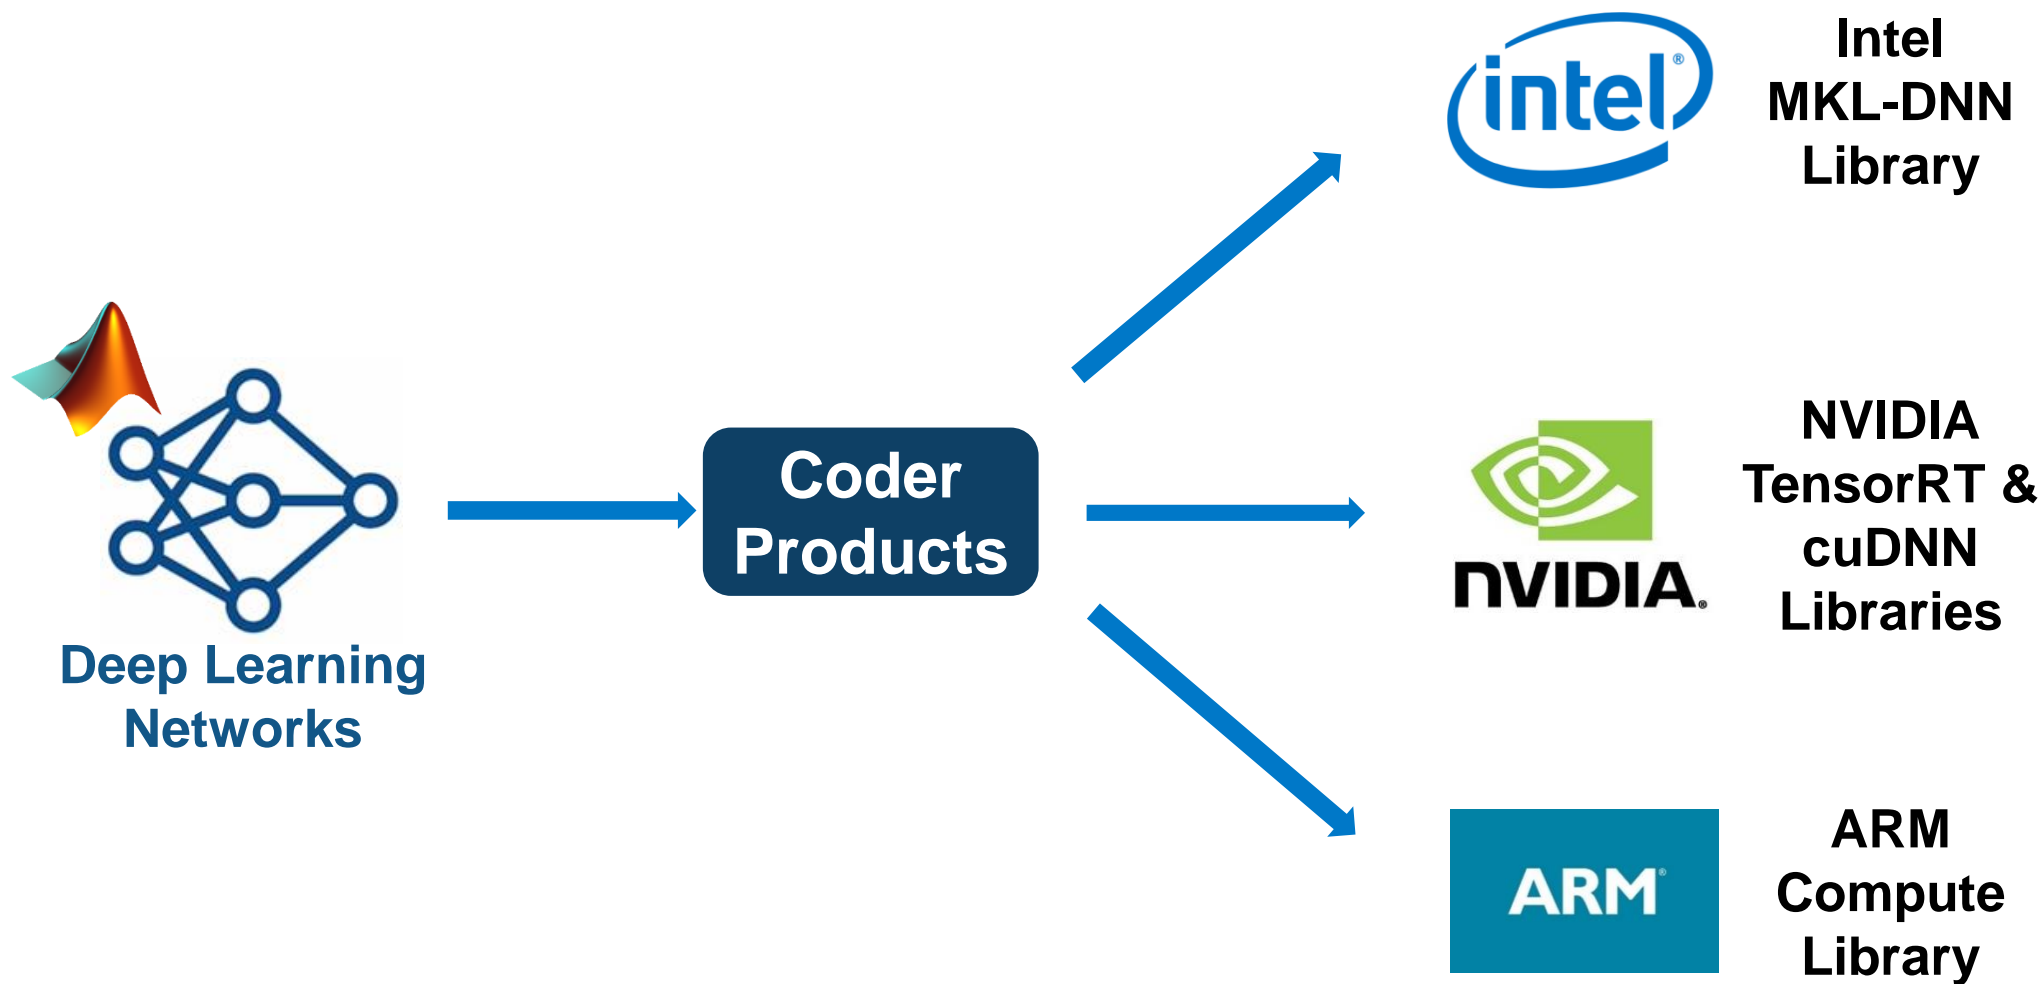 Deep Learning
Networks
Coder
Products
intel®
Intel
MKL-DNN
Library
NVIDIA.
NVIDIA
TensorRT &
cuDNN
Libraries
ARM®
ARM
Compute
Library